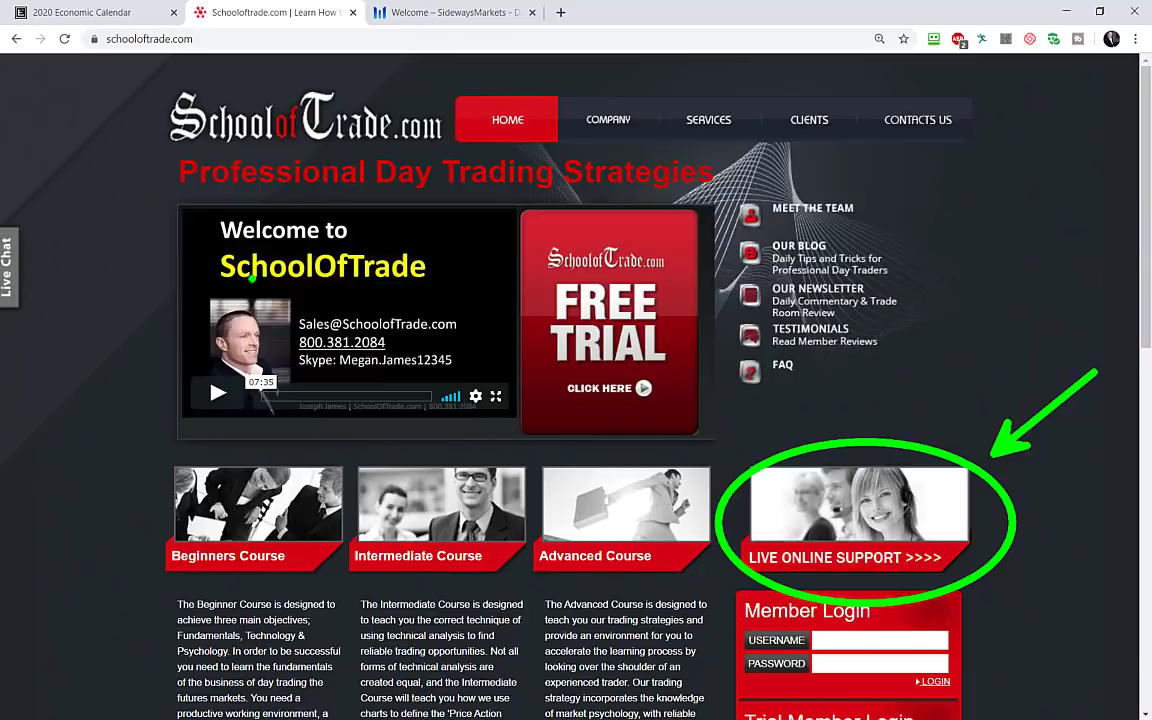 2020 Economic Calendar
Schooloftrade.com | Learn How
Welcome – SidewaysMarkets - D
schooloftrade.com
SchoolofTrade.com
HOME
COMPANY
SERVICES
CLIENTS
CONTACTS US
Professional Day Trading Strategies
Live Chat
Welcome to
SchoolOfTrade
Sales@SchoolofTrade.com
800.381.2084
Skype: Megan.James12345
07:35
Joseph James | SchoolOfTrade.com | 800.381.2084
SchoolofTrade.com
FREE
TRIAL
CLICK HERE
MEET THE TEAM
OUR BLOG
Daily Tips and Tricks for
Professional Day Traders
OUR NEWSLETTER
Daily Commentary & Trade
Room Review
TESTIMONIALS
Read Member Reviews
FAQ
Beginners Course
Intermediate Course
Advanced Course
LIVE ONLINE SUPPORT >>>>
The Beginner Course is designed to
achieve three main objectives;
Fundamentals, Technology &
Psychology. In order to be successful
you need to learn the fundamentals
of the business of day trading the
futures markets. You need a
productive working environment, a
The Intermediate Course is designed
to teach you the correct technique of
using technical analysis to find
reliable trading opportunities. Not all
forms of technical analysis are
created equal, and the Intermediate
Course will teach you how we use
charts to define the 'Price Action
The Advanced Course is designed to
teach you our trading strategies and
provide an environment for you to
accelerate the learning process by
looking over the shoulder of an
experienced trader. Our trading
strategy incorporates the knowledge
of market psychology, with reliable
Member Login
USERNAME
PASSWORD
LOGIN
Trial Member Login